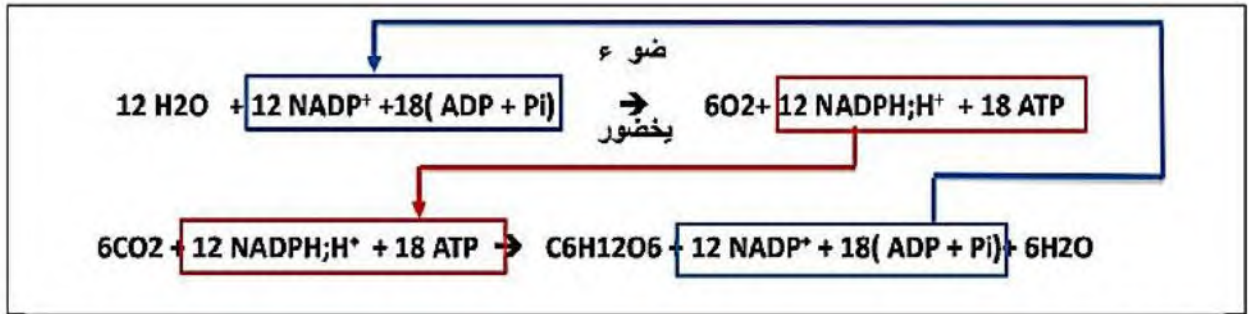 ضوء
12 H2O + 12 NADP⁺ +18( ADP + Pi) ➔ 6O2+ 12 NADPH;H⁺ + 18 ATP
يخضور
6CO2 + 12 NADPH;H⁺ + 18 ATP ➔ C6H12O6 + 12 NADP⁺ + 18( ADP + Pi)+ 6H2O